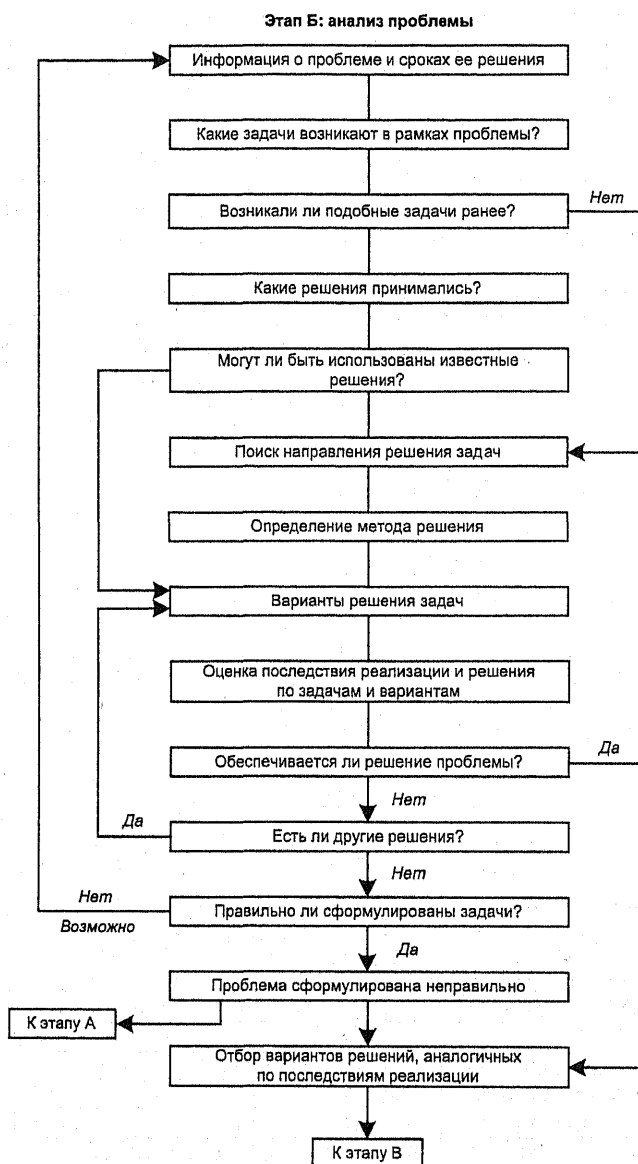 Этап Б: анализ проблемы
Информация о проблеме и сроках ее решения
Какие задачи возникают в рамках проблемы?
Возникали ли подобные задачи ранее?
Нет
Какие решения принимались?
Могут ли быть использованы известные
решения?
Поиск направления решения задач
Определение метода решения
Варианты решения задач
Оценка последствия реализации и решения
по задачам и вариантам
Обеспечивается ли решение проблемы?
Да
Нет
Да
Есть ли другие решения?
Нет
Нет
Возможно
Правильно ли сформулированы задачи?
Да
Проблема сформулирована неправильно
К этапу А
Отбор вариантов решений, аналогичных
по последствиям реализации
К этапу В